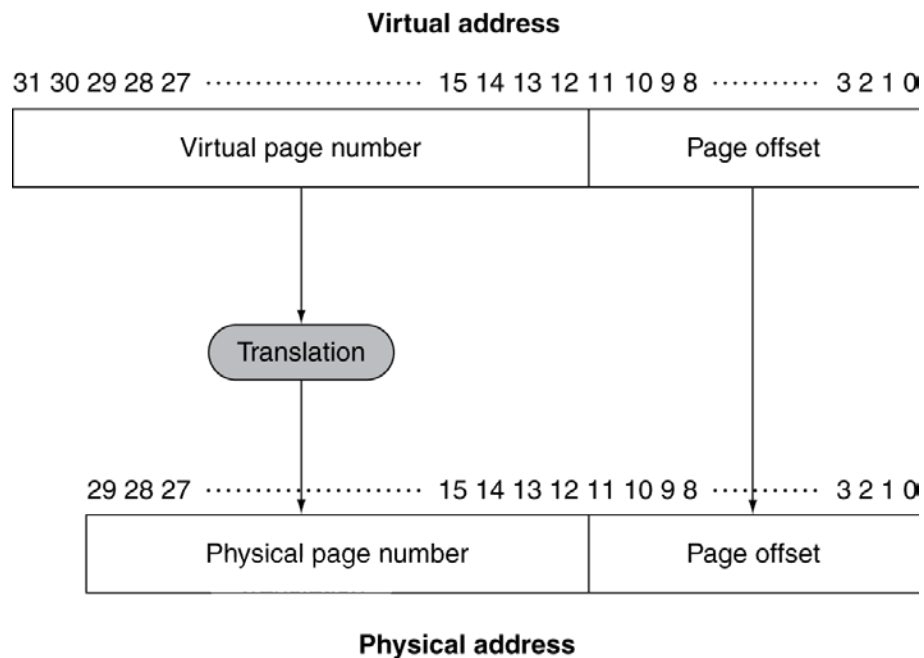 Virtual address
31 30 29 28 27 ······················ 15 14 13 12 11 10 9 8 ··········· 3 2 1 0
Virtual page number Page offset
Translation
29 28 27 ······················ 15 14 13 12 11 10 9 8 ··········· 3 2 1 0
Physical page number Page offset
Physical address